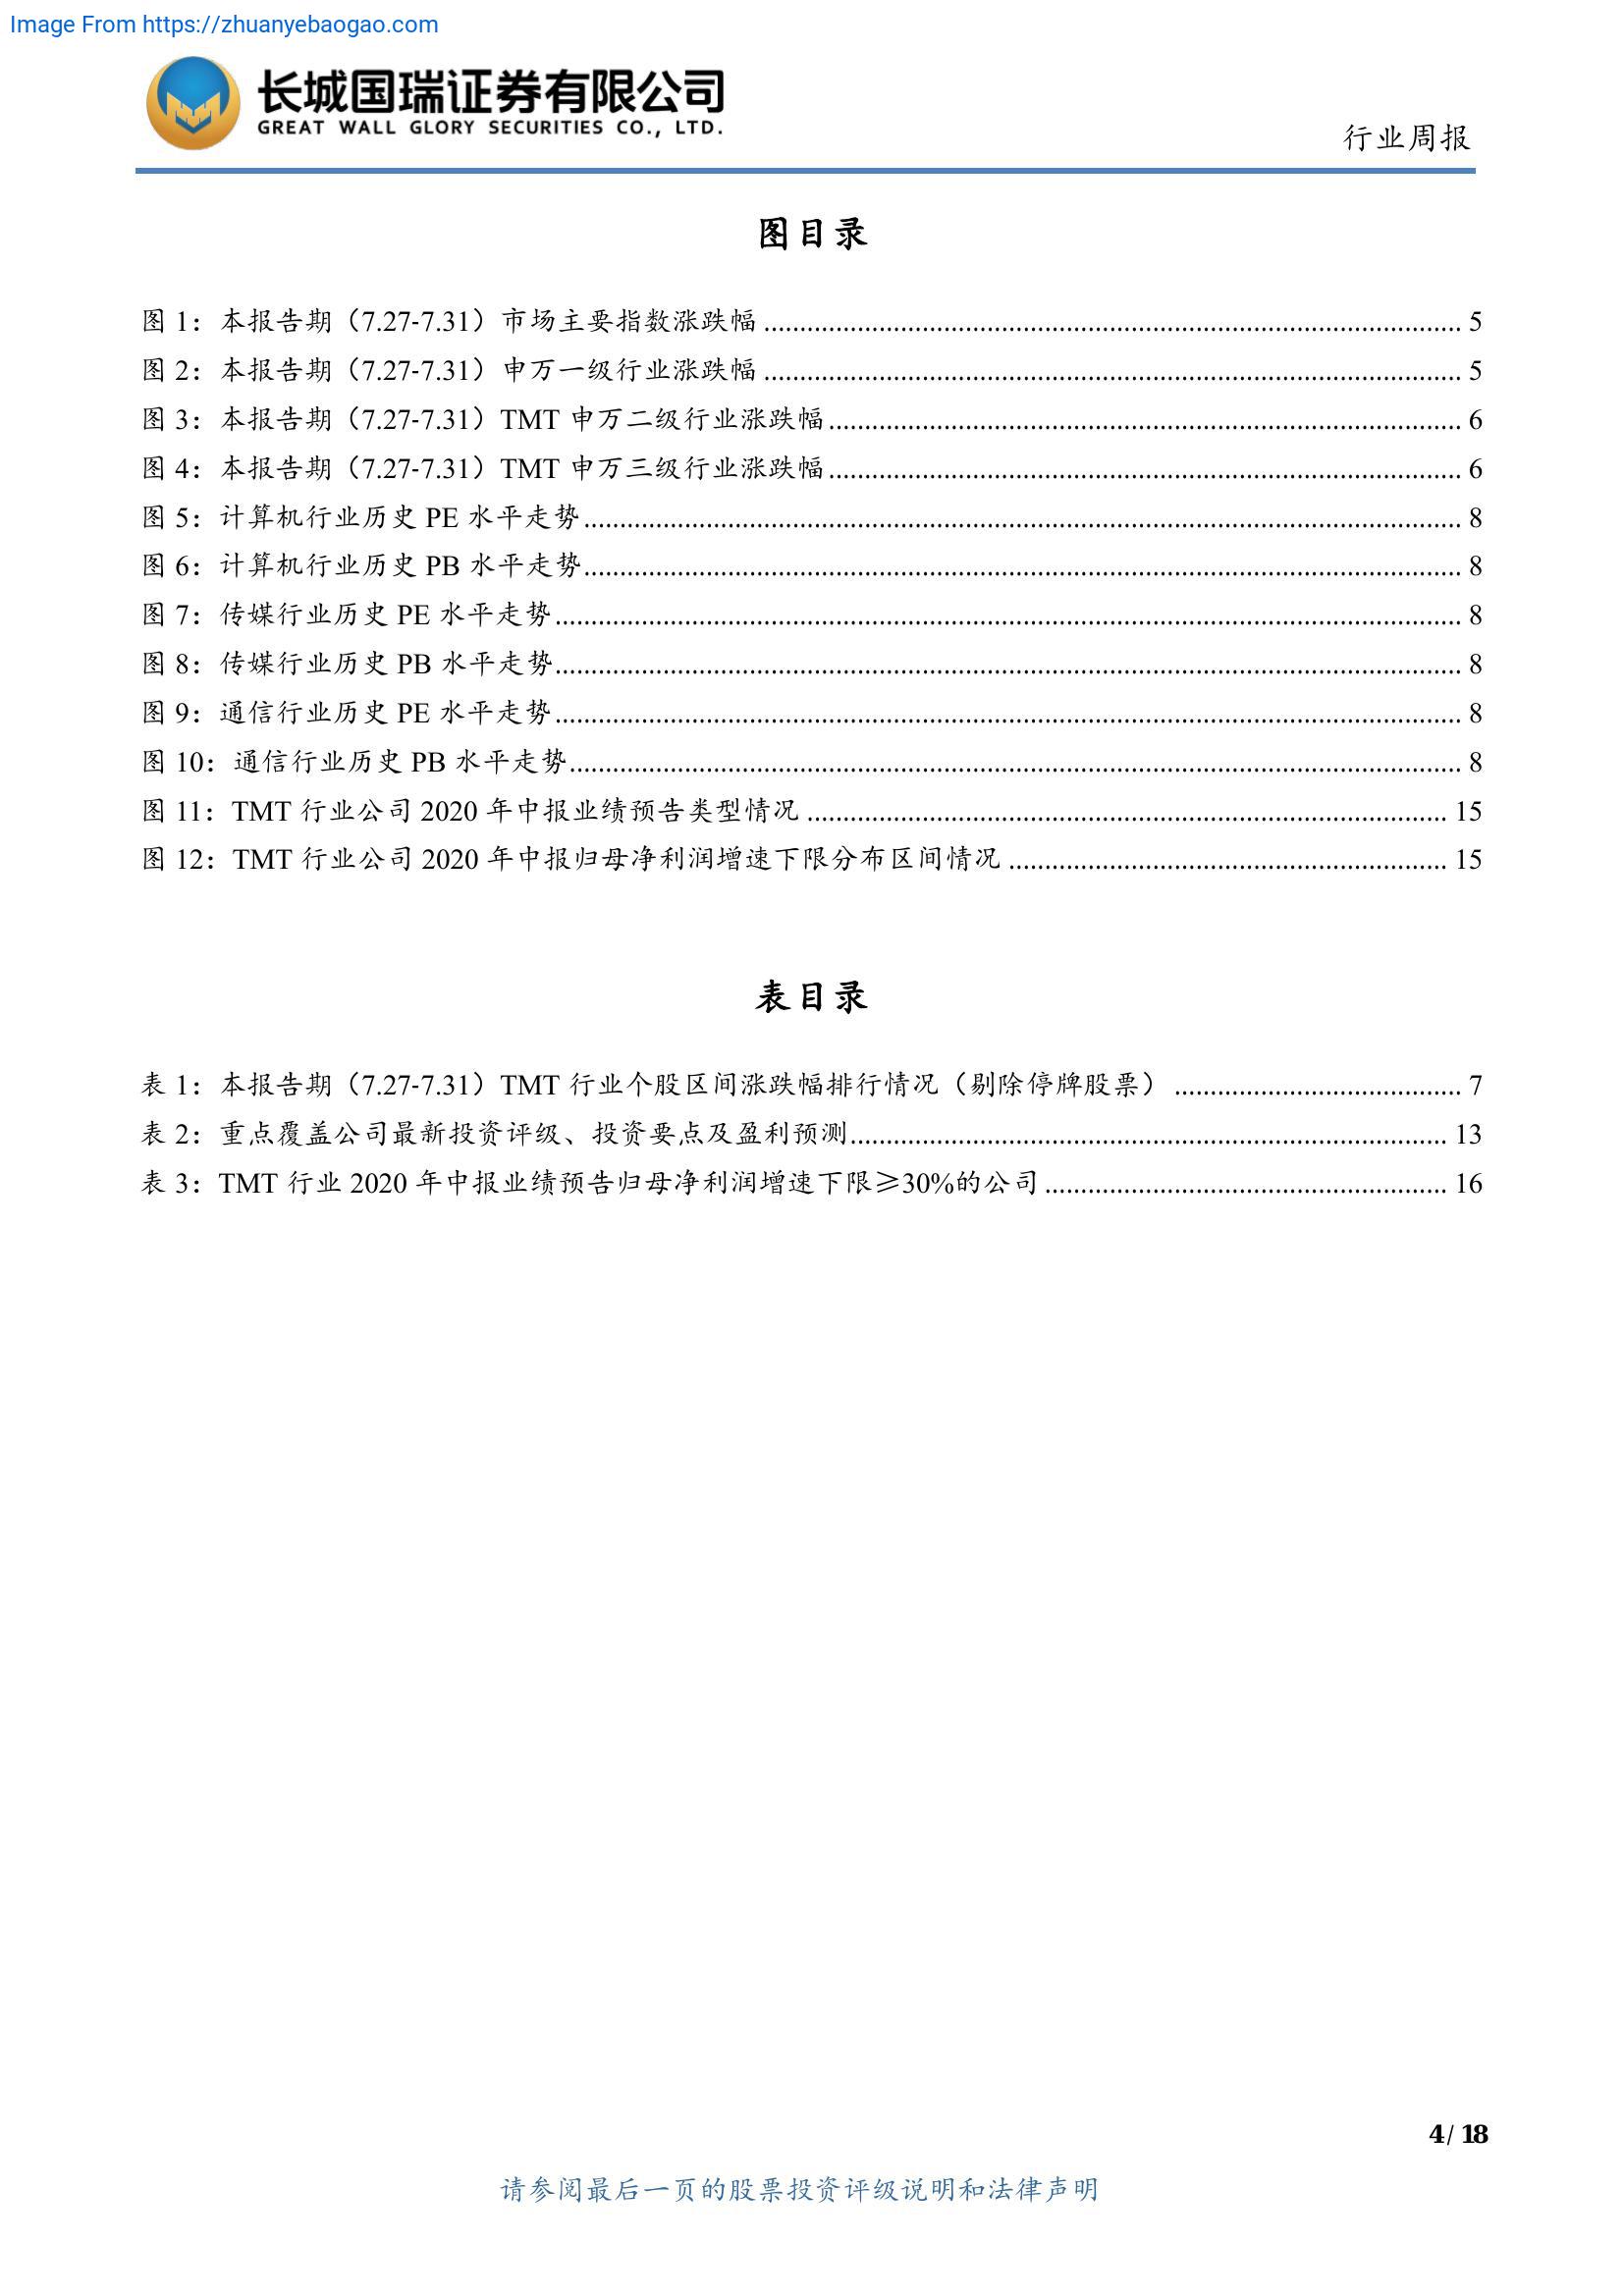 Image From https://zhuanyebaogao.com
长城国瑞证券有限公司
GREAT WALL GLORY SECURITIES CO., LTD.
行业周报
图目录
图 1：本报告期（7.27-7.31）市场主要指数涨跌幅 ........................................ 5
图 2：本报告期（7.27-7.31）申万一级行业涨跌幅 ........................................ 5
图 3：本报告期（7.27-7.31）TMT 申万二级行业涨跌幅 ........................................ 6
图 4：本报告期（7.27-7.31）TMT 申万三级行业涨跌幅 ........................................ 6
图 5：计算机行业历史 PE 水平走势 ........................................ 8
图 6：计算机行业历史 PB 水平走势 ........................................ 8
图 7：传媒行业历史 PE 水平走势 ........................................ 8
图 8：传媒行业历史 PB 水平走势 ........................................ 8
图 9：通信行业历史 PE 水平走势 ........................................ 8
图 10：通信行业历史 PB 水平走势 ........................................ 8
图 11：TMT 行业公司 2020 年中报业绩预告类型情况 ........................................ 15
图 12：TMT 行业公司 2020 年中报归母净利润增速下限分布区间情况 ........................................ 15
表目录
表 1：本报告期（7.27-7.31）TMT 行业个股区间涨跌幅排行情况（剔除停牌股票） ........................................ 7
表 2：重点覆盖公司最新投资评级、投资要点及盈利预测 ........................................ 13
表 3：TMT 行业 2020 年中报业绩预告归母净利润增速下限≥30%的公司 ........................................ 16
4/ 18
请参阅最后一页的股票投资评级说明和法律声明